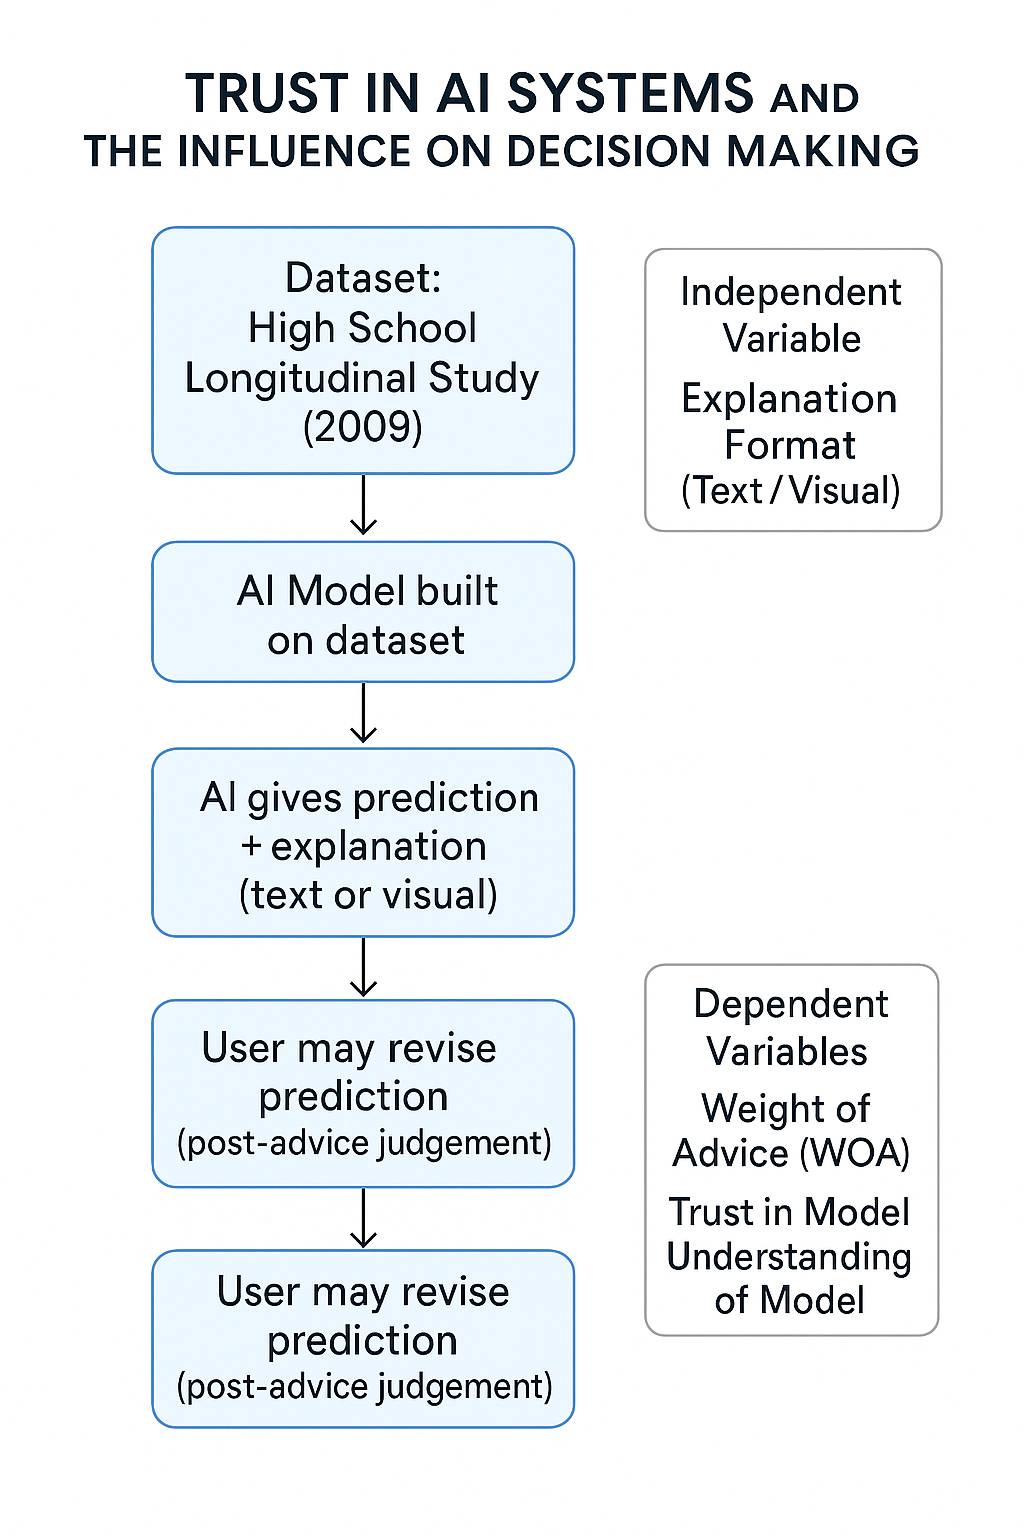 TRUST IN AI SYSTEMS AND
THE INFLUENCE ON DECISION MAKING
Dataset:
High School
Longitudinal Study
(2009)
Independent
Variable
Explanation
Format
(Text / Visual)
AI Model built
on dataset
AI gives prediction
+ explanation
(text or visual)
User may revise
prediction
(post-advice judgement)
Dependent
Variables
Weight of
Advice (WOA)
Trust in Model
Understanding
of Model
User may revise
prediction
(post-advice judgement)